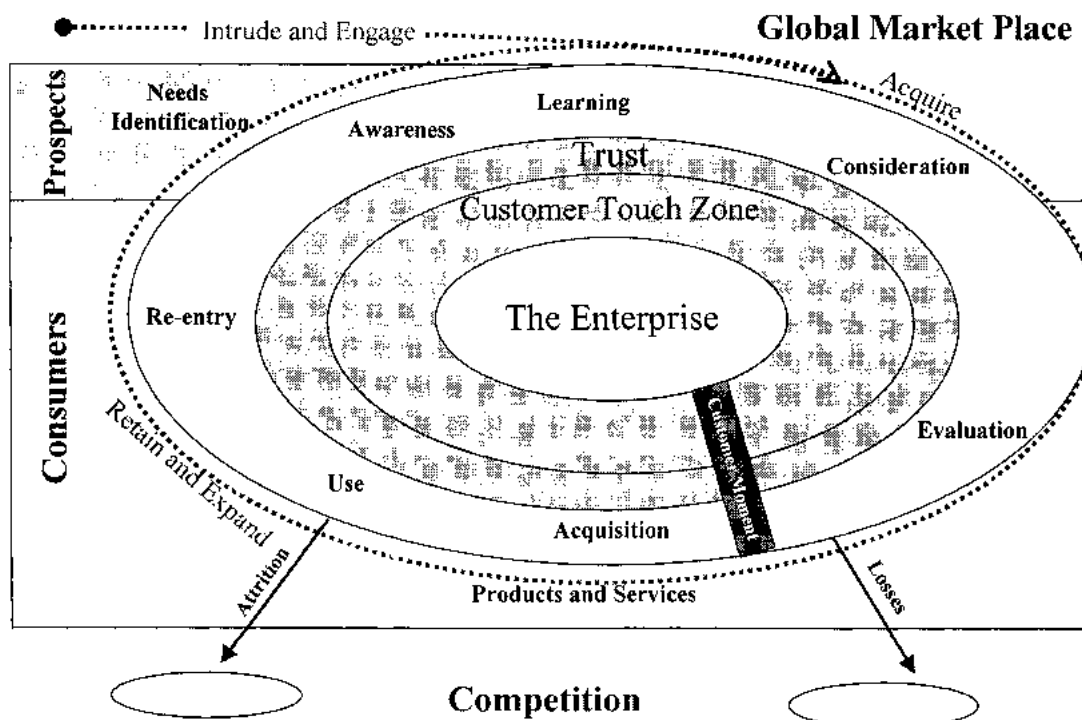 Global Market Place
Intrude and Engage
Acquire
Prospects
Needs
Identification
Learning
Awareness
Trust
Consideration
Customer Touch Zone
Consumers
Re-entry
The Enterprise
Retain and Expand
Evaluation
Customer Moment
Use
Acquisition
Attrition
Products and Services
Losses
Competition